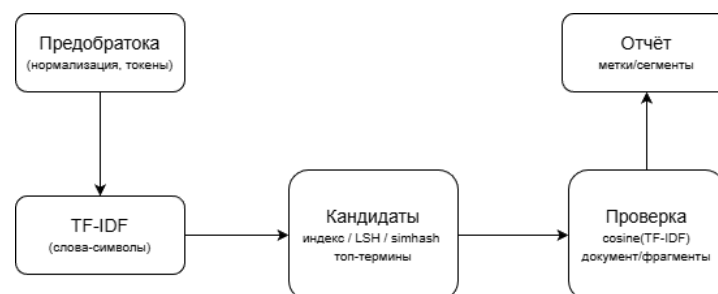 Предобратока
(нормализация, токены)
TF-IDF
(слова-символы)
Кандидаты
индекс / LSH / simhash
топ-термины
Проверка
cosine(TF-IDF)
документ/фрагменты
Отчёт
метки/сегменты